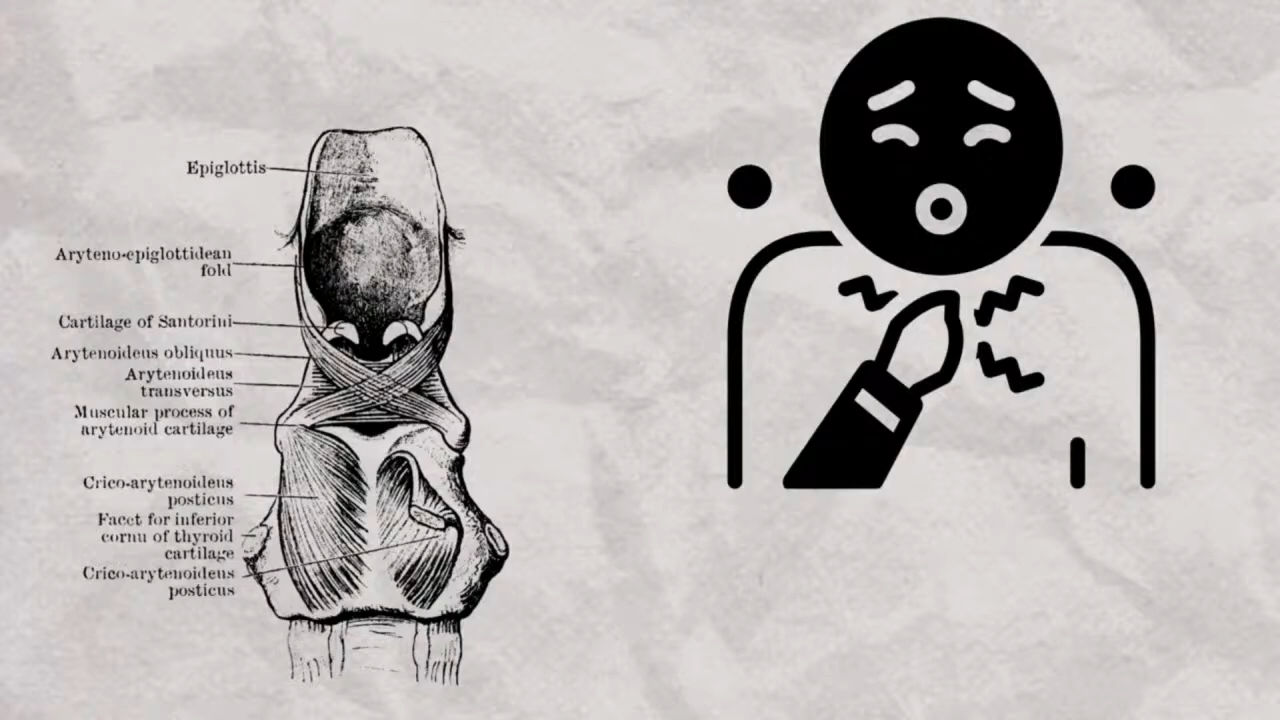 Epiglottis
Aryteno-epiglottidean
fold
Cartilage of Santorini
Arytenoideus obliquus
Arytenoideus
transversus
Muscular process of
arytenoid cartilage
Crico-arytenoideus
posticus
Facet for inferior
cornu of thyroid
cartilage
Crico-arytenoideus
posticus